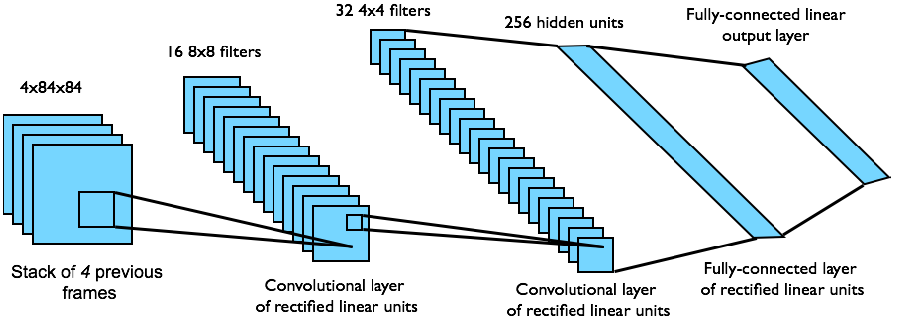 32 4x4 filters
256 hidden units
Fully-connected linear
output layer
16 8x8 filters
4x84x84
Stack of 4 previous
frames
Convolutional layer
of rectified linear units
Convolutional layer
of rectified linear units
Fully-connected layer
of rectified linear units